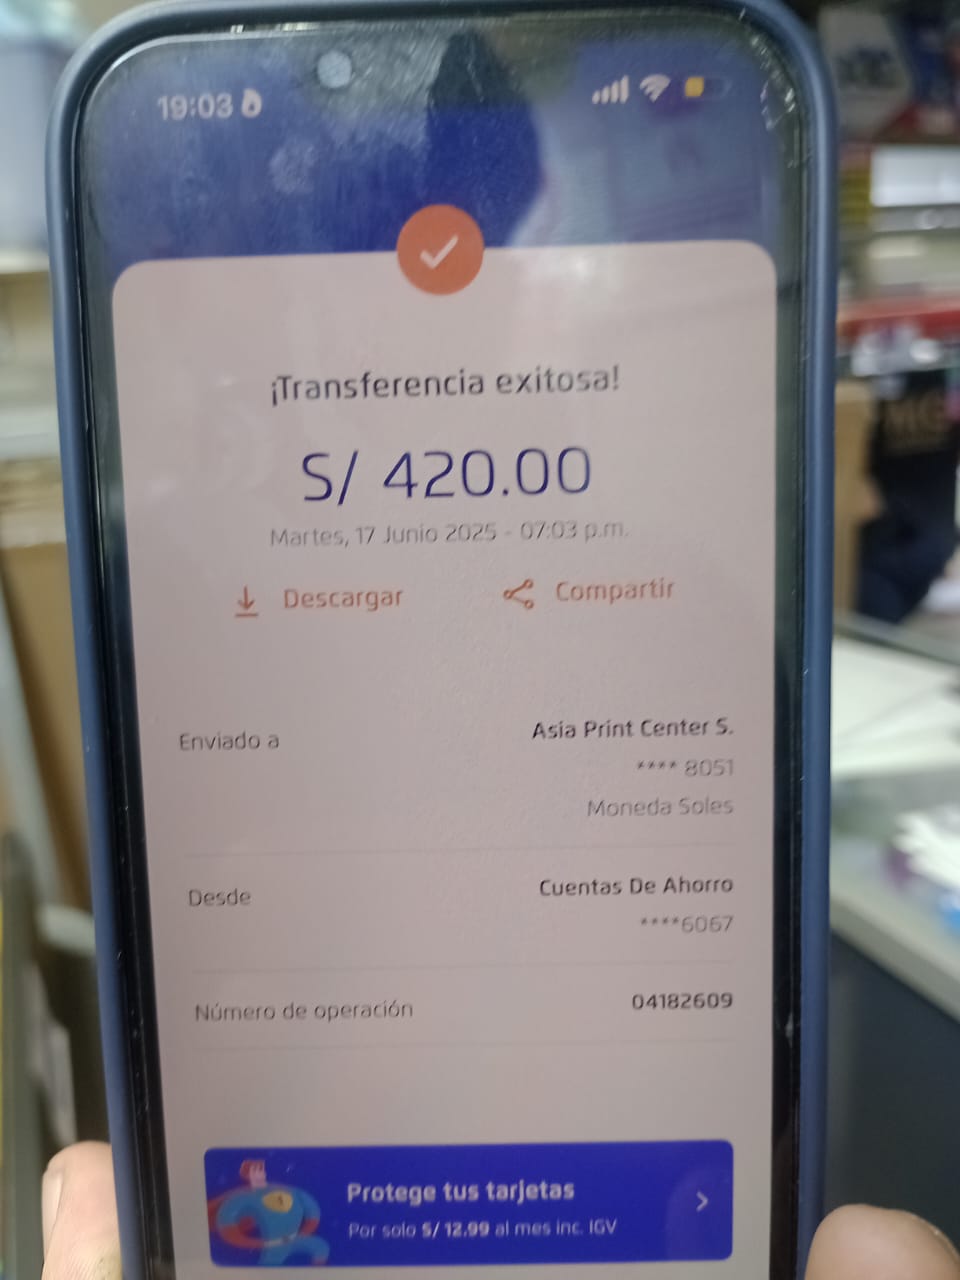 19:03
¡Transferencia exitosa!
S/ 420.00
Martes, 17 Junio 2025 - 07:03 p.m.
Descargar
Compartir
Enviado a
Asia Print Center S.
**** 8051
Moneda Soles
Desde
Cuentas De Ahorro
****6067
Número de operación
04182609
Protege tus tarjetas
Por solo S/ 12.99 al mes inc. IGV